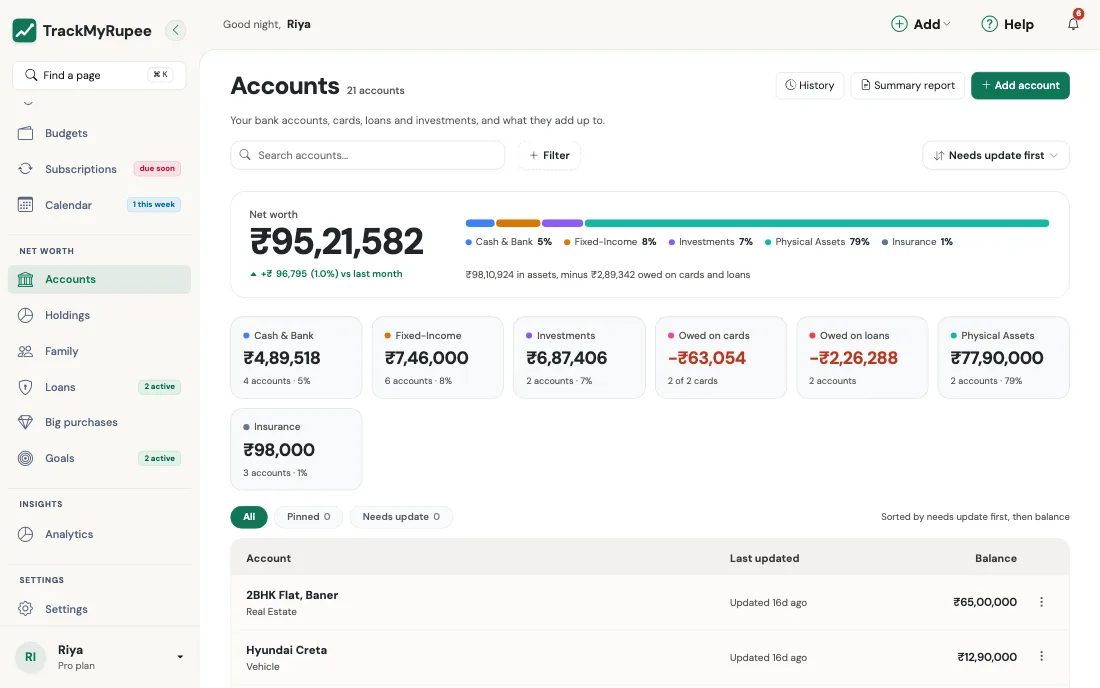 TrackMyRupee
Find a page
⌘ K
Budgets
Subscriptions due soon
Calendar 1 this week
NET WORTH
Accounts
Holdings
Family
Loans 2 active
Big purchases
Goals 2 active
INSIGHTS
Analytics
SETTINGS
Settings
RI
Riya
Pro plan
Good night, Riya
Add
Help
6
Accounts 21 accounts
History
Summary report
+ Add account
Your bank accounts, cards, loans and investments, and what they add up to.
Search accounts...
+ Filter
Needs update first
Net worth
₹95,21,582
+₹ 96,795 (1.0%) vs last month
Cash & Bank 5% Fixed-Income 8% Investments 7% Physical Assets 79% Insurance 1%
₹98,10,924 in assets, minus ₹2,89,342 owed on cards and loans
Cash & Bank
₹4,89,518
4 accounts · 5%
Fixed-Income
₹7,46,000
6 accounts · 8%
Investments
₹6,87,406
2 accounts · 7%
Owed on cards
-₹63,054
2 of 2 cards
Owed on loans
-₹2,26,288
2 accounts
Physical Assets
₹77,90,000
2 accounts · 79%
Insurance
₹98,000
3 accounts · 1%
All
Pinned 0
Needs update 0
Sorted by needs update first, then balance
Account Last updated Balance
2BHK Flat, Baner
Real Estate
Updated 16d ago
₹65,00,000
Hyundai Creta
Vehicle
Updated 16d ago
₹12,90,000